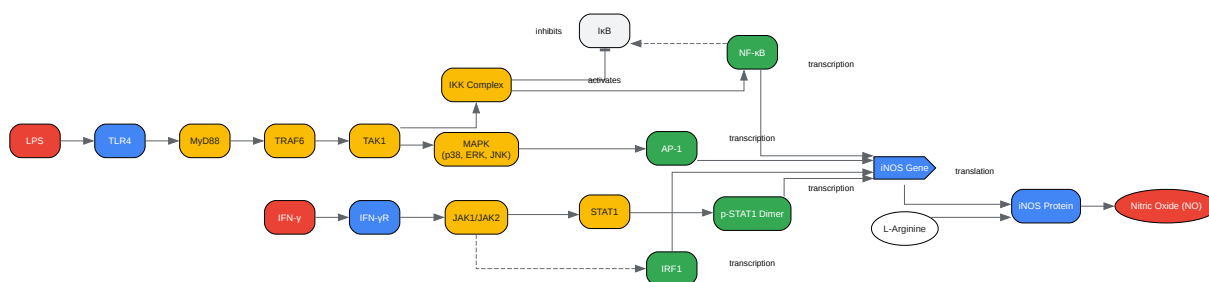 inhibits
IκB
NF-κB
transcription
IKK Complex
activates
LPS
TLR4
MyD88
TRAF6
TAK1
MAPK
(p38, ERK, JNK)
AP-1
transcription
iNOS Gene
translation
transcription
IFN-γ
IFN-γR
JAK1/JAK2
STAT1
p-STAT1 Dimer
L-Arginine
iNOS Protein
Nitric Oxide (NO)
IRF1
transcription